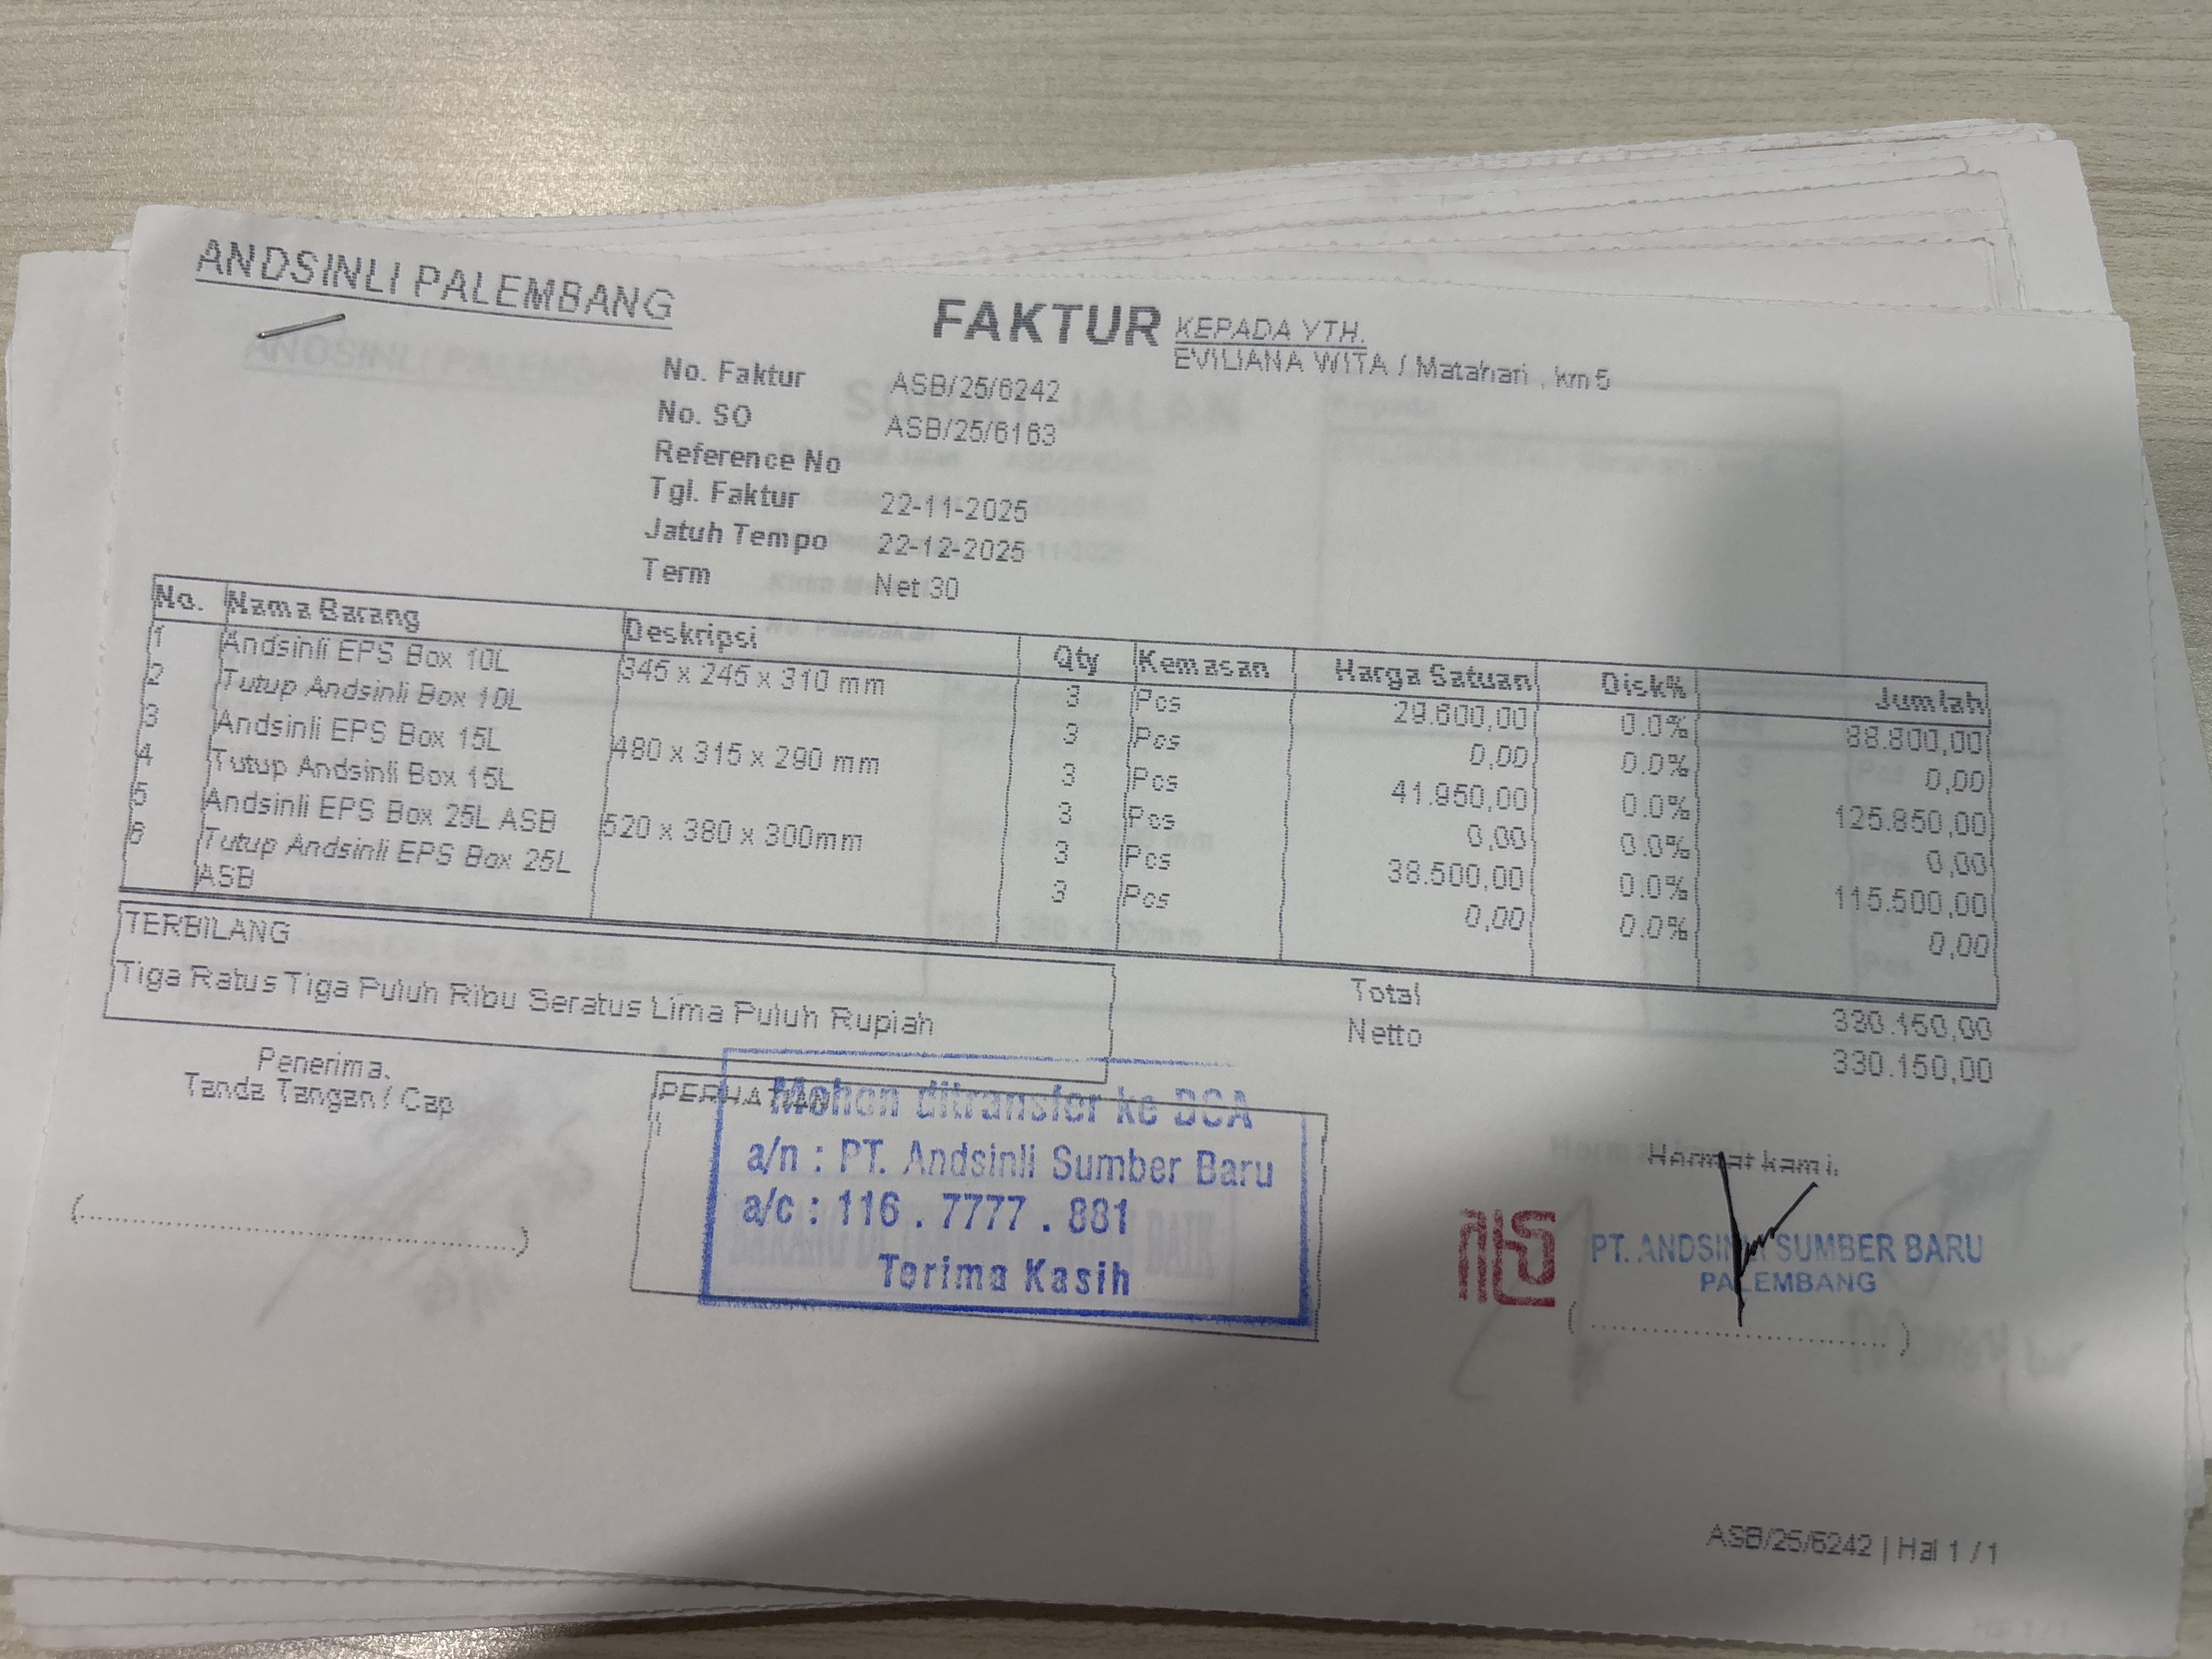 ANDSINLI PALEMBANG
FAKTUR
KEPADA YTH.
EVILIANA WITA / Matahari , km5
No. Faktur ASB/25/6242
No. SO ASB/25/6163
Reference No
Tgl. Faktur 22-11-2025
Jatuh Tempo 22-12-2025
Term Net 30
No. Nama Barang Deskripsi Qty Kemasan Harga Satuan Disk% Jumlah
1 Andsinli EPS Box 10L 345 x 245 x 310 mm 3 Pcs 29.600,00 0.0% 88.800,00
2 Tutup Andsinli Box 10L 3 Pcs 0,00 0.0% 0,00
3 Andsinli EPS Box 15L 480 x 315 x 290 mm 3 Pcs 41.950,00 0.0% 125.850,00
4 Tutup Andsinli Box 15L 3 Pcs 0,00 0.0% 0,00
5 Andsinli EPS Box 25L ASB 520 x 380 x 300mm 3 Pcs 38.500,00 0.0% 115.500,00
6 Tutup Andsinli EPS Box 25L 3 Pcs 0,00 0.0% 0,00
ASB
TERBILANG
Tiga Ratus Tiga Puluh Ribu Seratus Lima Puluh Rupiah
Total 330.150,00
Netto 330.150,00
Penerima.
Tanda Tangan / Cap
PERHATIAN
Mohon ditransfer ke BCA
a/n : PT. Andsinli Sumber Baru
a/c : 116 . 7777 . 881
Terima Kasih
Hormat kami.
PT. ANDSINLI SUMBER BARU
PALEMBANG
ASB/25/6242 | Hal 1 / 1